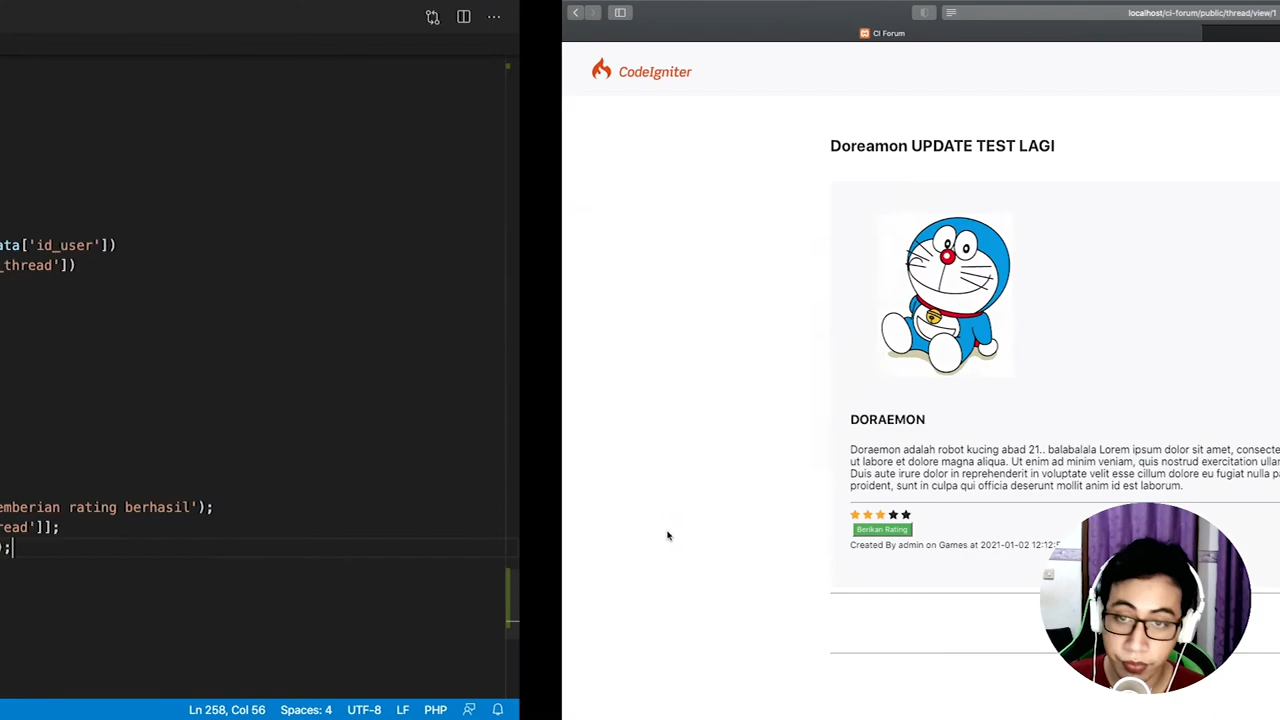 ata['id_user'])
_thread'])
emberian rating berhasil');
read']];
);
Ln 258, Col 56
Spaces: 4
UTF-8
LF
PHP
localhost/ci-forum/public/thread/view/1
CI Forum
CodeIgniter
Doreamon UPDATE TEST LAGI
DORAEMON
Doraemon adalah robot kucing abad 21.. balabalala Lorem ipsum dolor sit amet, consecte
ut labore et dolore magna aliqua. Ut enim ad minim veniam, quis nostrud exercitation ullam
Duis aute irure dolor in reprehenderit in voluptate velit esse cillum dolore eu fugiat nulla pa
proident, sunt in culpa qui officia deserunt mollit anim id est laborum.
Berikan Rating
Created By admin on Games at 2021-01-02 12:12:5